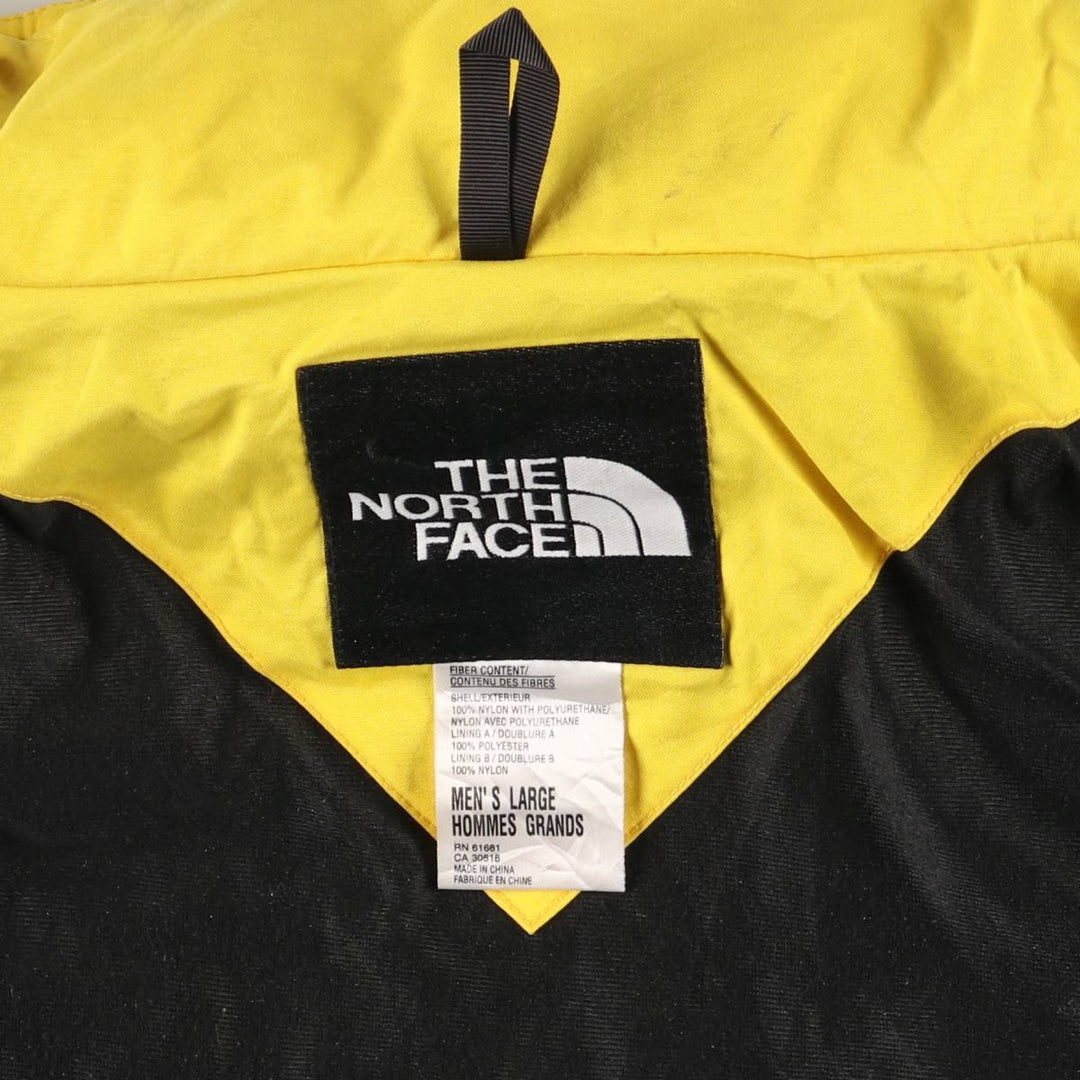 THE
NORTH
FACE
FIBER CONTENT/
CONTENU DES FIBRES
SHELL/EXTERIEUR
100% NYLON WITH POLYURETHANE/
NYLON AVEC POLYURETHANE
LINING A / DOUBLURE A
100% POLYESTER
LINING B / DOUBLURE B
100% NYLON
MEN'S LARGE
HOMMES GRANDS
RN 61661
CA 30516
MADE IN CHINA
FABRIQUE EN CHINE